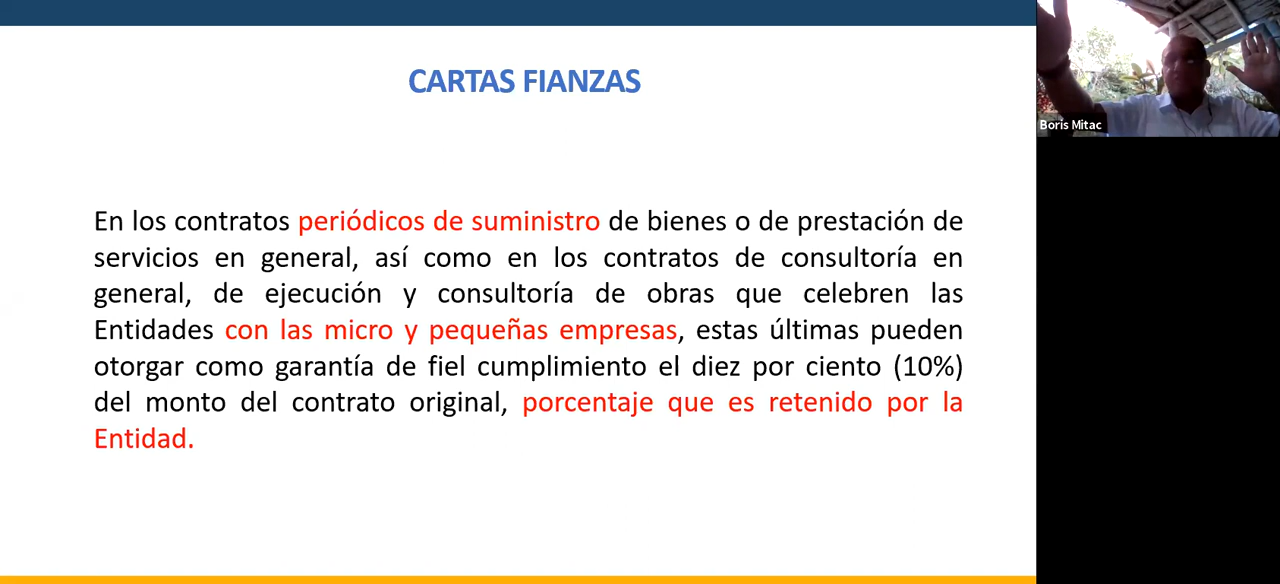 CARTAS FIANZAS
Boris Mitac
En los contratos periódicos de suministro de bienes o de prestación de
servicios en general, así como en los contratos de consultoría en
general, de ejecución y consultoría de obras que celebren las
Entidades con las micro y pequeñas empresas, estas últimas pueden
otorgar como garantía de fiel cumplimiento el diez por ciento (10%)
del monto del contrato original, porcentaje que es retenido por la
Entidad.